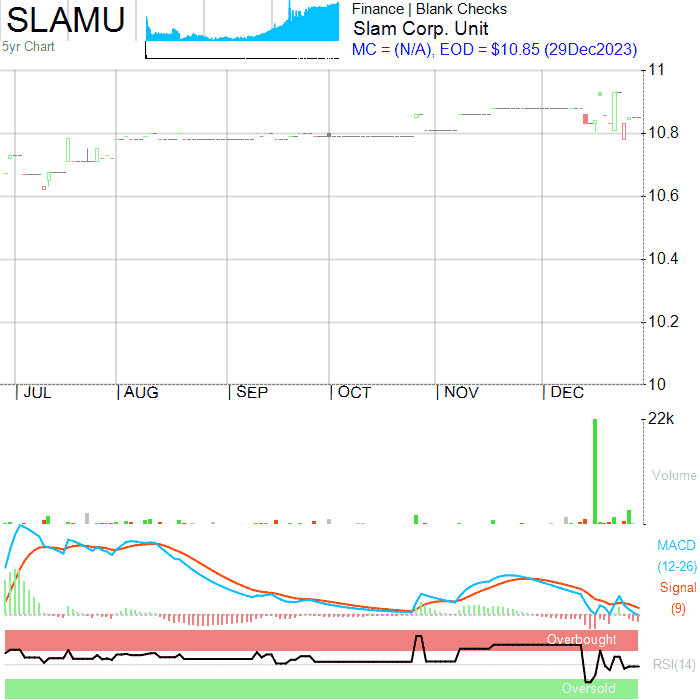 SLAMU
5yr Chart
Finance | Blank Checks
Slam Corp. Unit
MC = (N/A), EOD = $10.85 (29Dec2023)
11
10.8
10.6
10.4
10.2
10
JUL AUG SEP OCT NOV DEC
22k
Volume
MACD
(12-26)
Signal
(9)
Overbought
RSI(14)
Oversold